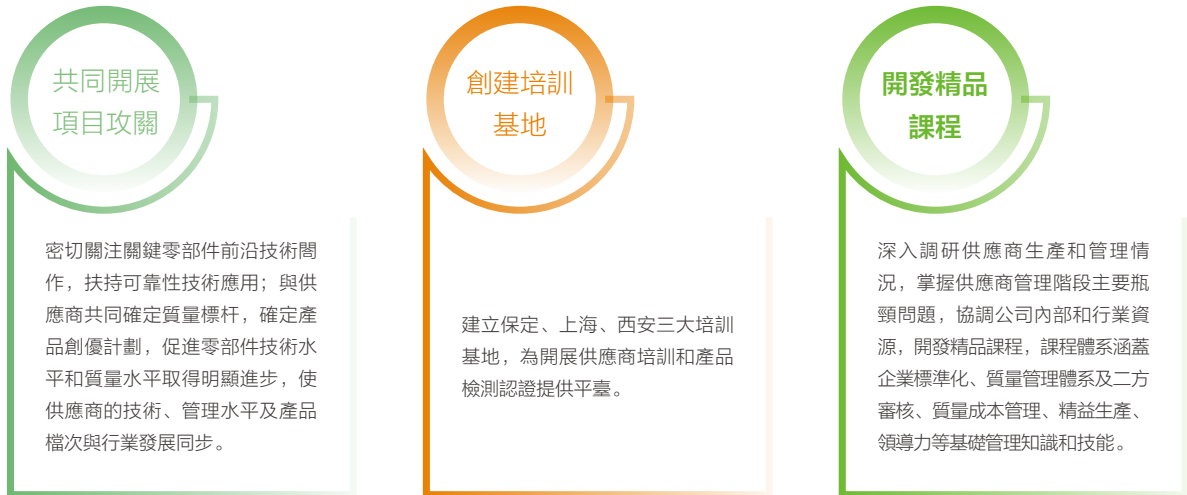 共同開展
項目攻關
密切關注關鍵零部件前沿技術閤
作，扶持可靠性技術應用；與供
應商共同確定質量標杆，確定產
品創優計劃，促進零部件技術水
平和質量水平取得明顯進步，使
供應商的技術、管理水平及產品
檔次與行業發展同步。
創建培訓
基地
建立保定、上海、西安三大培訓
基地，為開展供應商培訓和產品
檢測認證提供平臺。
開發精品
課程
深入調研供應商生產和管理情
況，掌握供應商管理階段主要瓶
頸問題，協調公司內部和行業資
源，開發精品課程，課程體系涵蓋
企業標準化、質量管理體系及二方
審核、質量成本管理、精益生產、
領導力等基礎管理知識和技能。